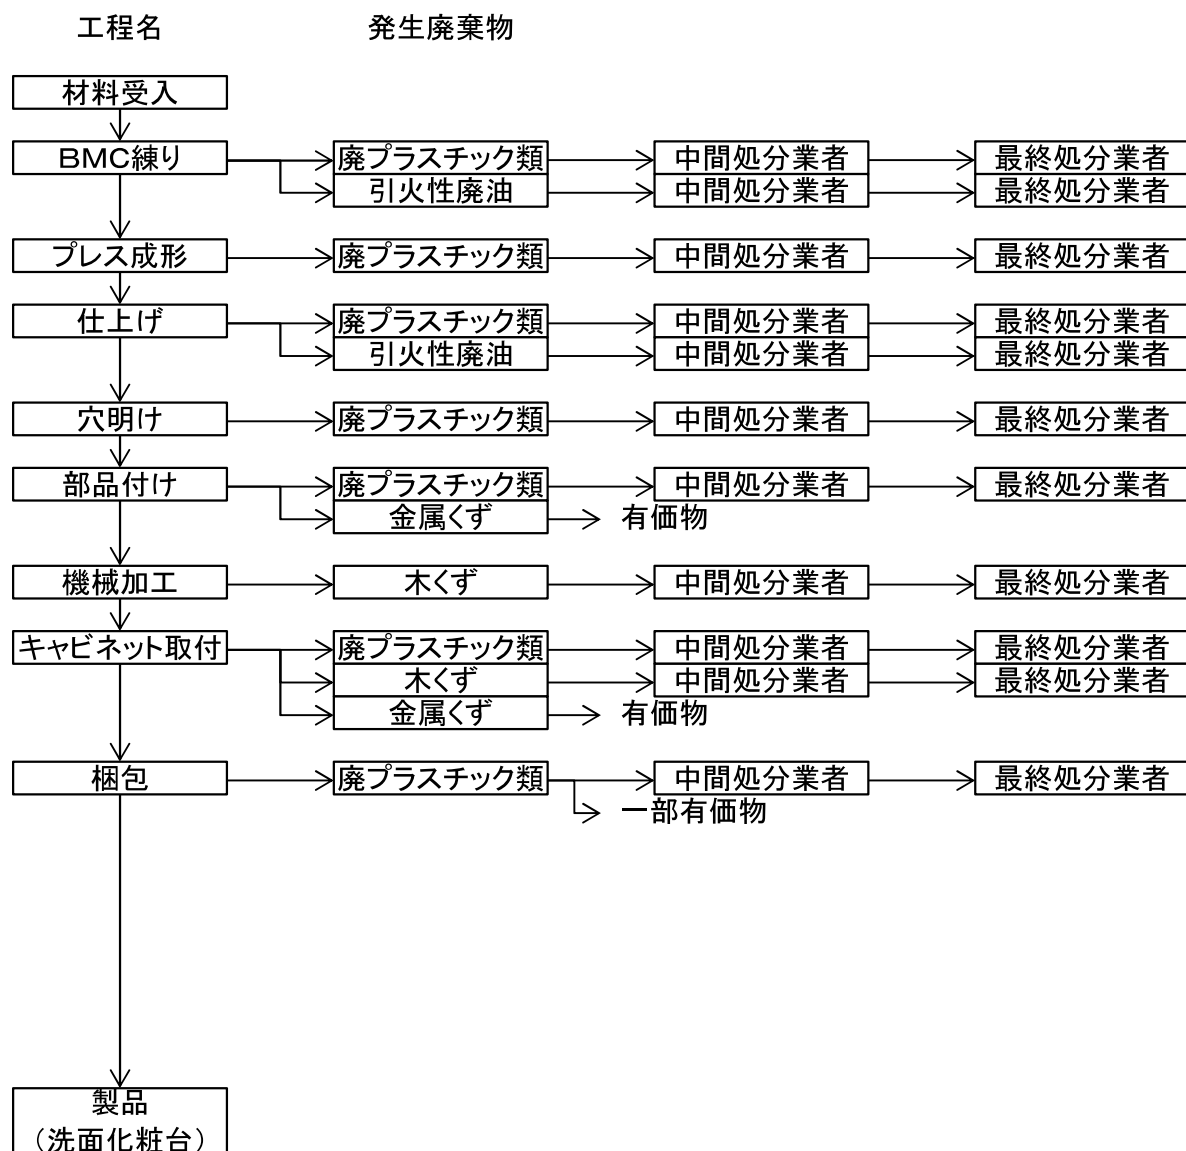 工程名 発生廃棄物
材料受入
BMC練り 廃プラスチック類 中間処分業者 最終処分業者
引火性廃油 中間処分業者 最終処分業者
プレス成形 廃プラスチック類 中間処分業者 最終処分業者
仕上げ 廃プラスチック類 中間処分業者 最終処分業者
引火性廃油 中間処分業者 最終処分業者
穴明け 廃プラスチック類 中間処分業者 最終処分業者
部品付け 廃プラスチック類 中間処分業者 最終処分業者
金属くず 有価物
機械加工 木くず 中間処分業者 最終処分業者
キャビネット取付 廃プラスチック類 中間処分業者 最終処分業者
木くず 中間処分業者 最終処分業者
金属くず 有価物
梱包 廃プラスチック類 中間処分業者 最終処分業者
一部有価物
製品
（洗面化粧台）